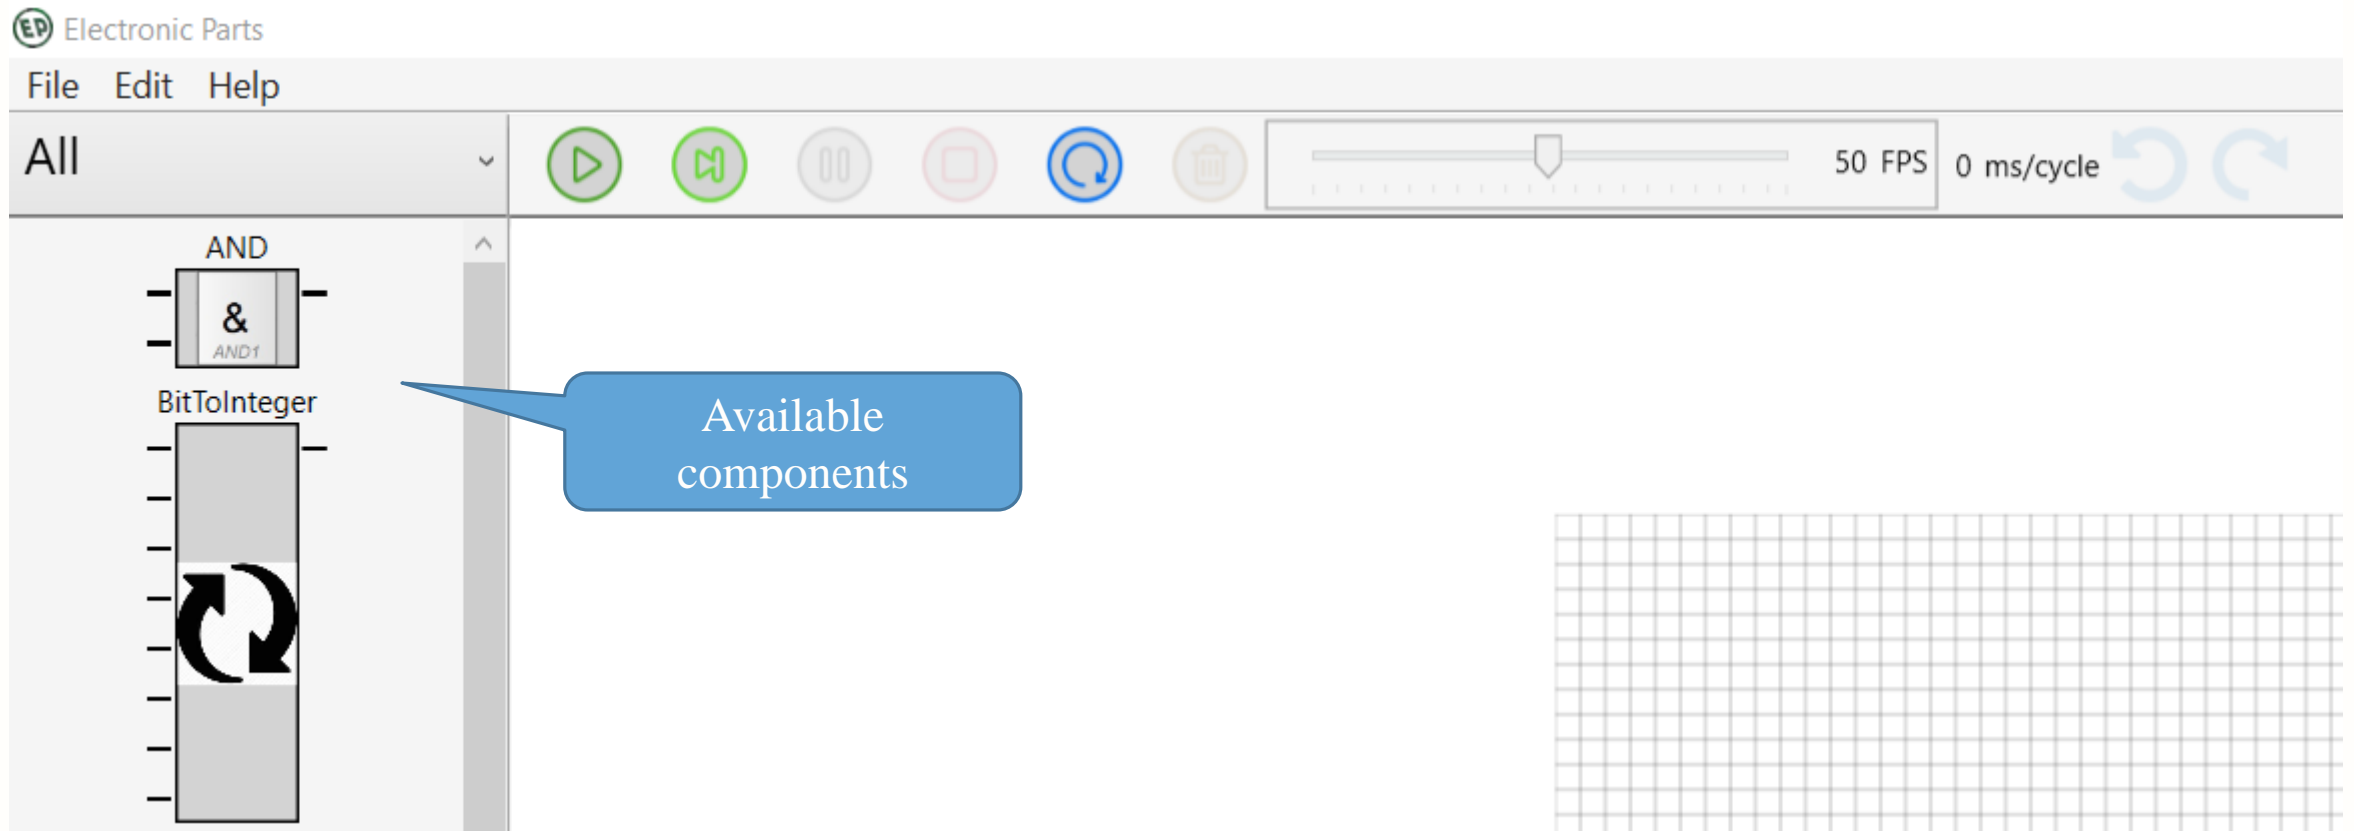 EP Electronic Parts
File Edit Help
All
50 FPS
0 ms/cycle
AND
&
AND1
BitToInteger
Available
components